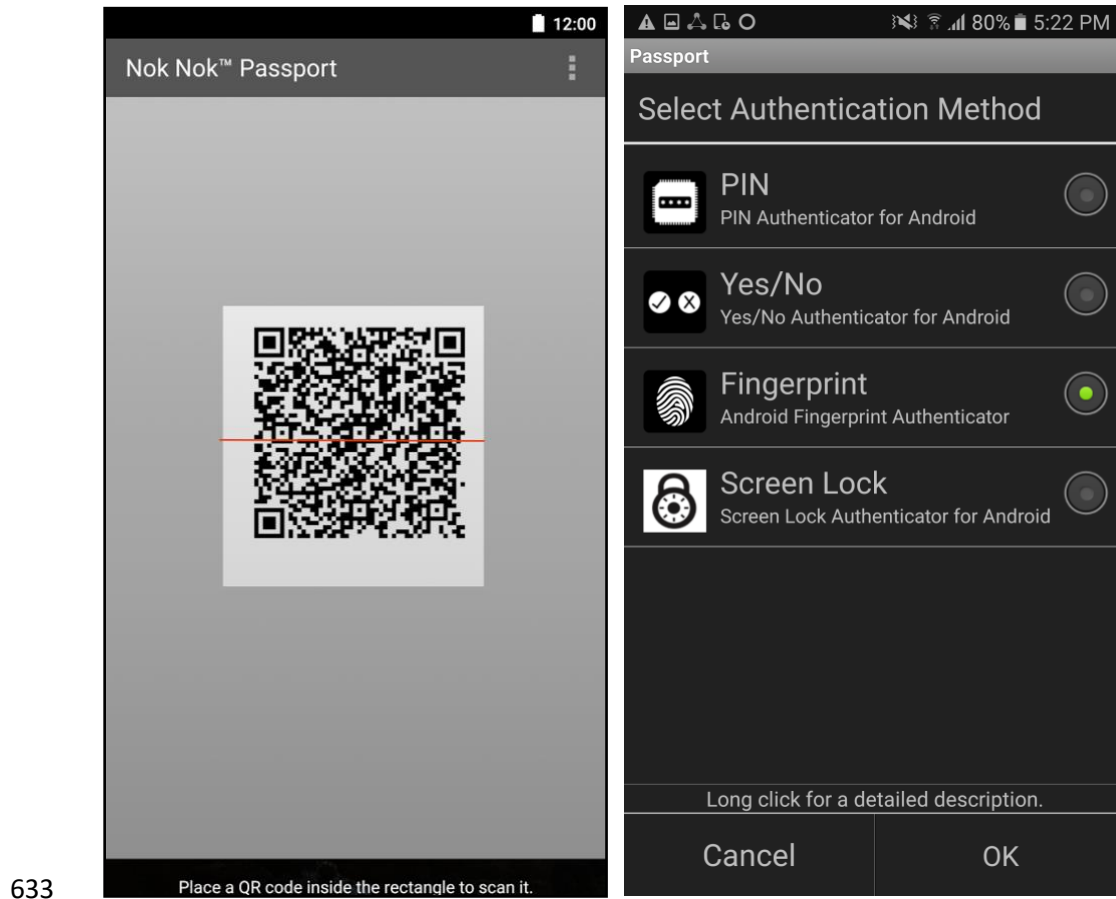 12:00
Nok Nok™ Passport
Place a QR code inside the rectangle to scan it.
80% 5:22 PM
Passport
Select Authentication Method
PIN
PIN Authenticator for Android
Yes/No
Yes/No Authenticator for Android
Fingerprint
Android Fingerprint Authenticator
Screen Lock
Screen Lock Authenticator for Android
Long click for a detailed description.
Cancel OK
633